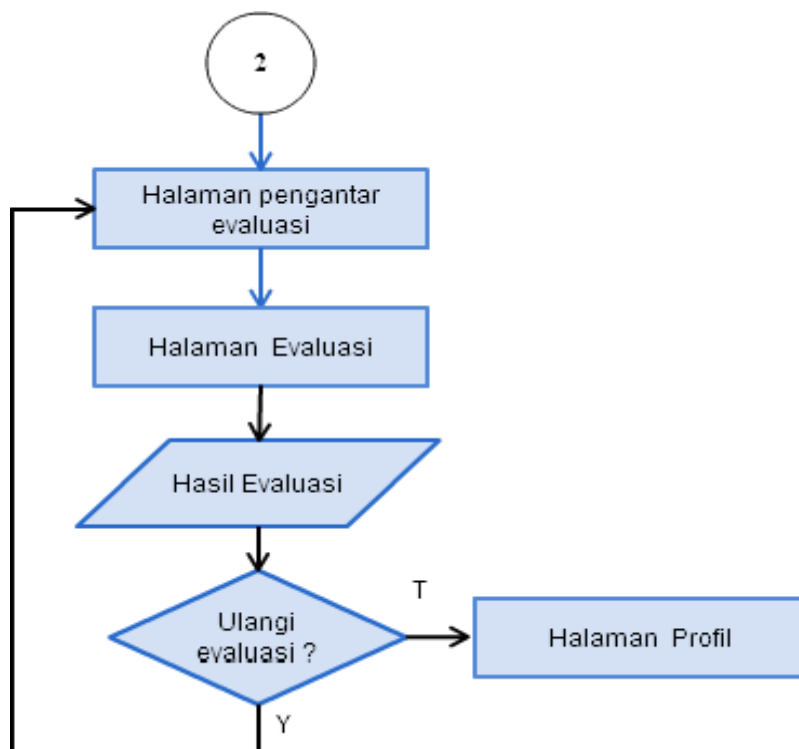 2
Halaman pengantar
evaluasi
Halaman Evaluasi
Hasil Evaluasi
Ulangi
evaluasi ?
T
Halaman Profil
Y